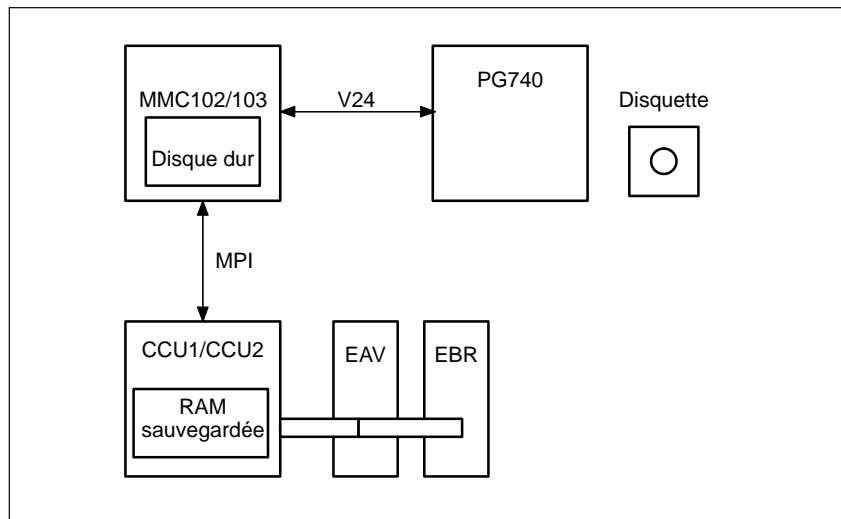 MMC102/103
Disque dur
V24
PG740
Disquette
MPI
CCU1/CCU2
RAM
sauvegardée
EAV
EBR